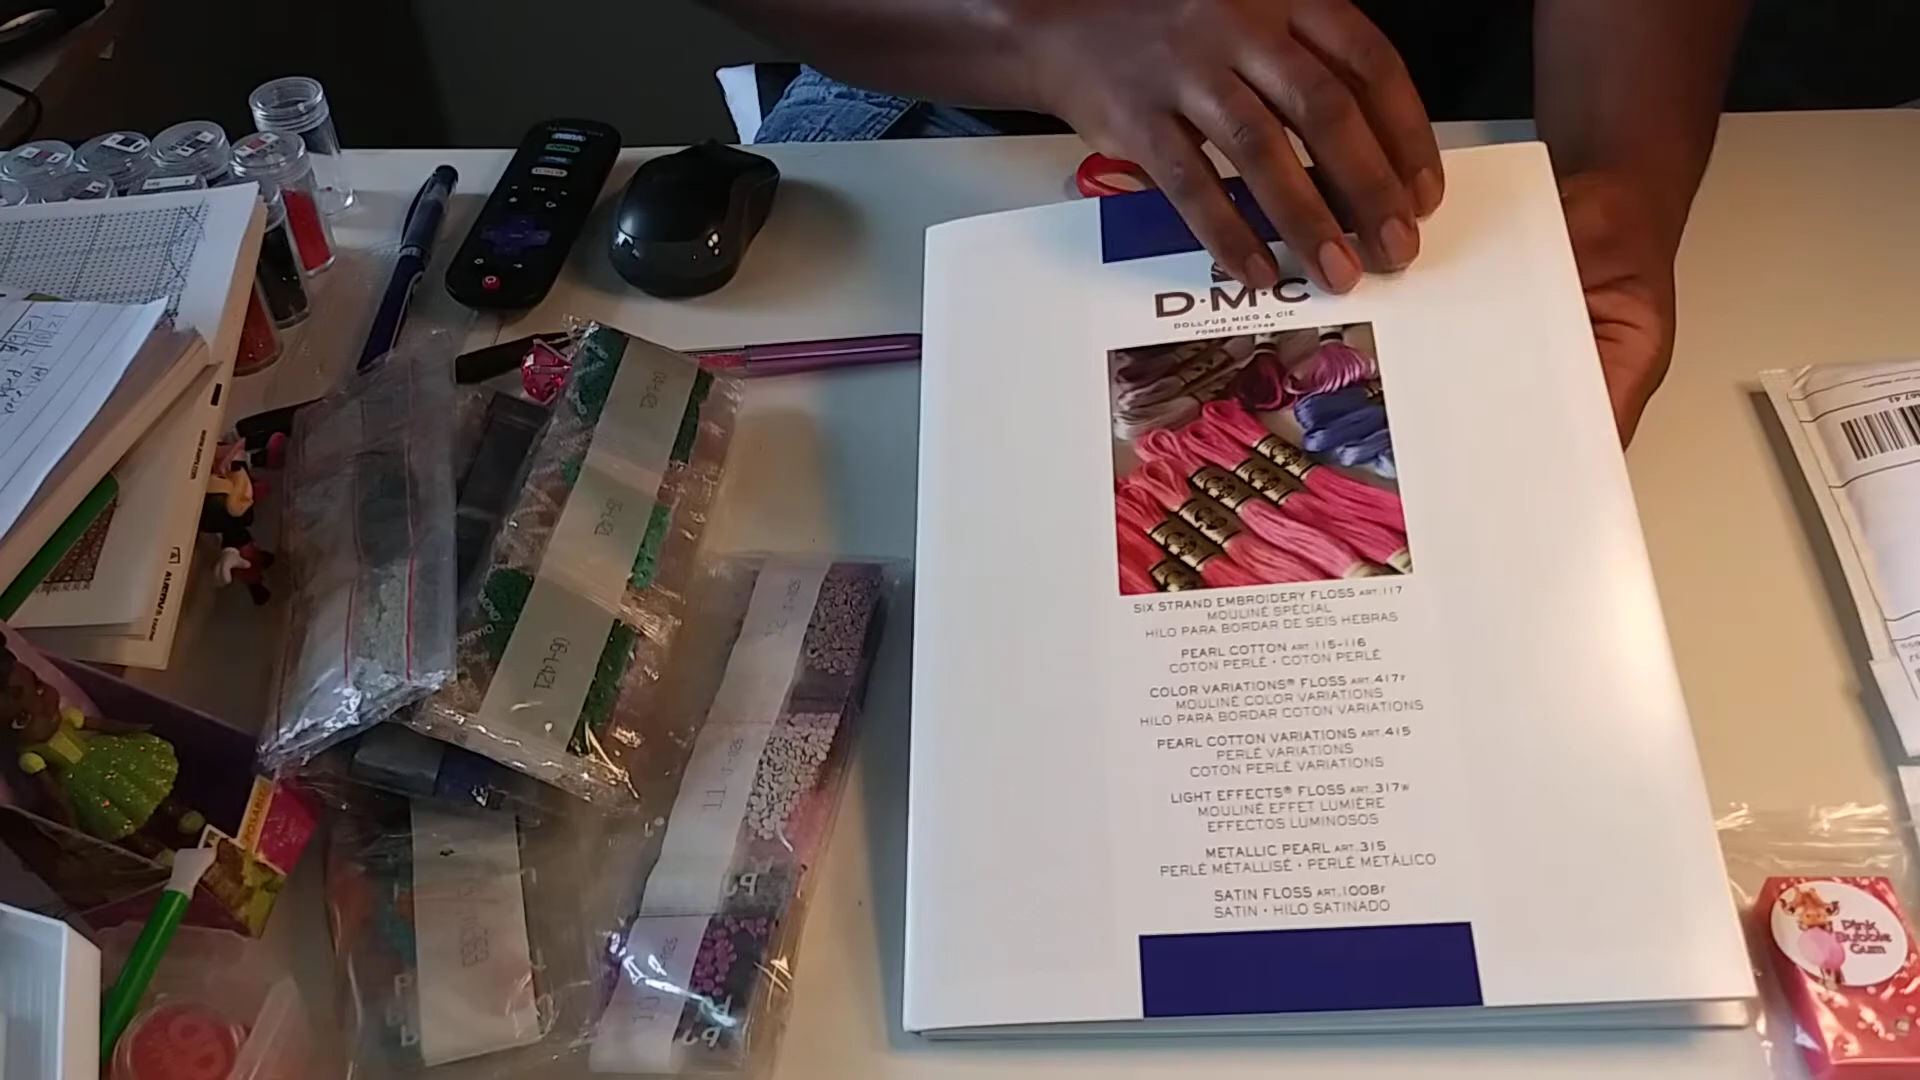 D·M·C
DOLLFUS MIEG & CIE
FONDÉE EN 1746
SIX STRAND EMBROIDERY FLOSS ART.117
MOULINÉ SPÉCIAL
HILO PARA BORDAR DE SEIS HEBRAS
PEARL COTTON ART.115-116
COTON PERLÉ • COTON PERLÉ
COLOR VARIATIONS® FLOSS ART.417F
MOULINÉ COLOR VARIATIONS
HILO PARA BORDAR COTON VARIATIONS
PEARL COTTON VARIATIONS ART.415
PERLÉ VARIATIONS
COTON PERLÉ VARIATIONS
LIGHT EFFECTS® FLOSS ART.317W
MOULINÉ EFFET LUMIÈRE
EFFECTOS LUMINOSOS
METALLIC PEARL ART.315
PERLÉ MÉTALLISÉ • PERLÉ METÁLICO
SATIN FLOSS ART.1008F
SATIN • HILO SATINADO
Pink
Bubble
Gum